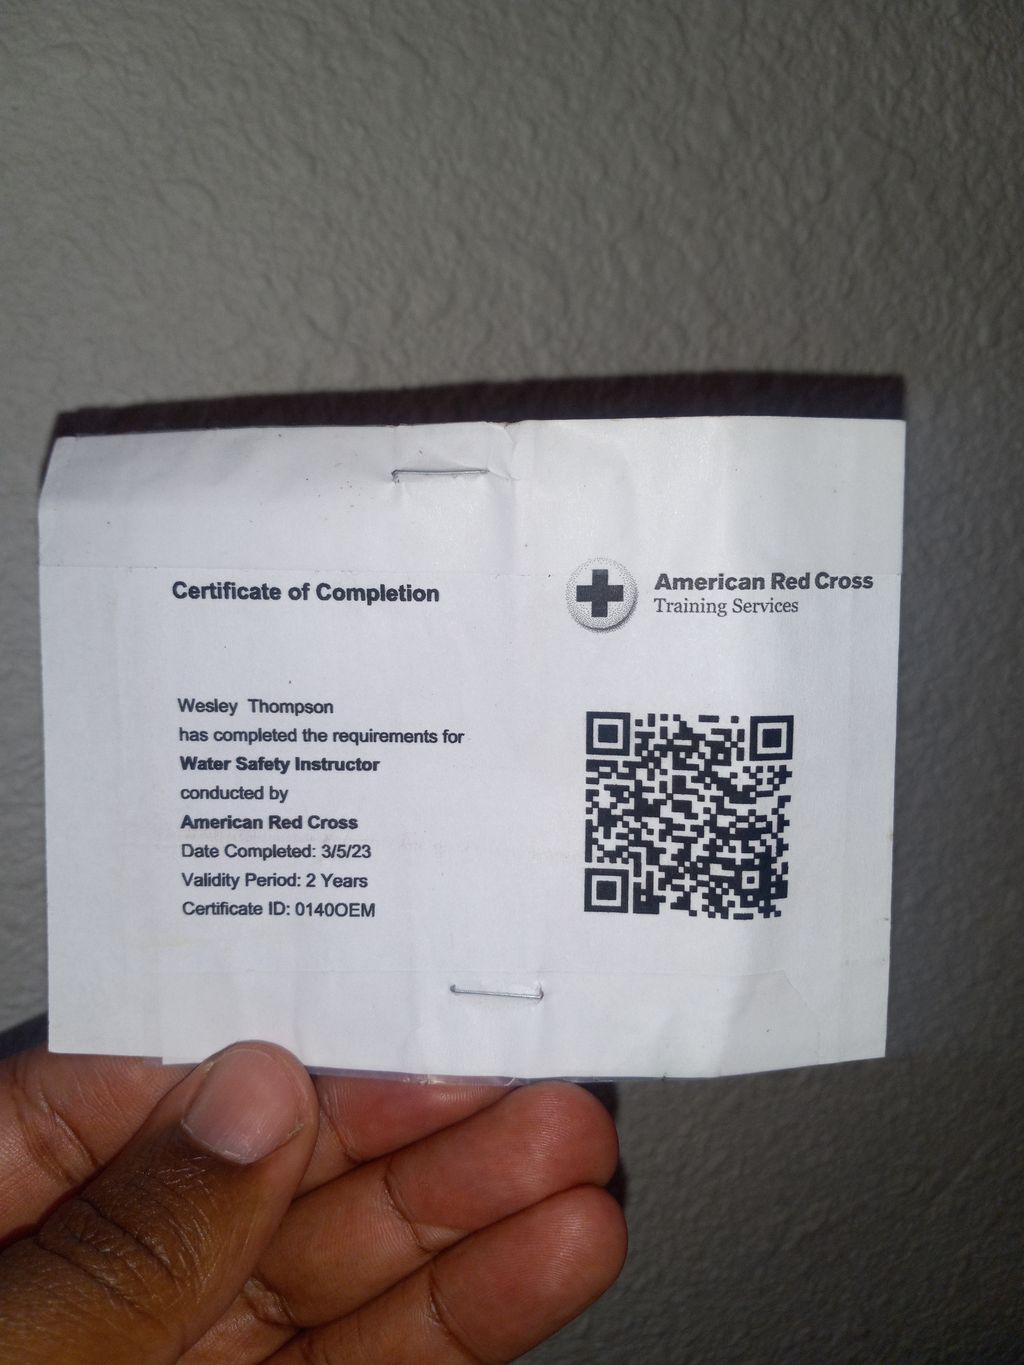 Certificate of Completion
American Red Cross
Training Services
Wesley Thompson
has completed the requirements for
Water Safety Instructor
conducted by
American Red Cross
Date Completed: 3/5/23
Validity Period: 2 Years
Certificate ID: 0140OEM